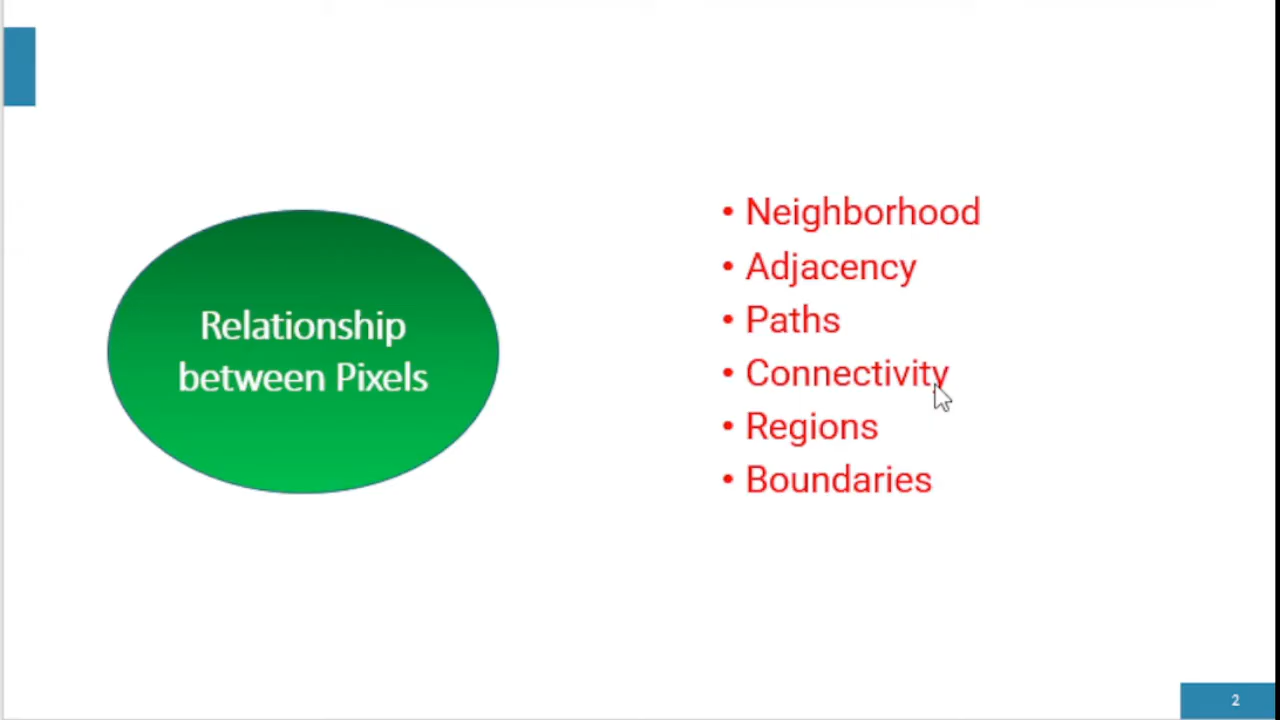 Relationship
between Pixels
• Neighborhood
• Adjacency
• Paths
• Connectivity
• Regions
• Boundaries
2